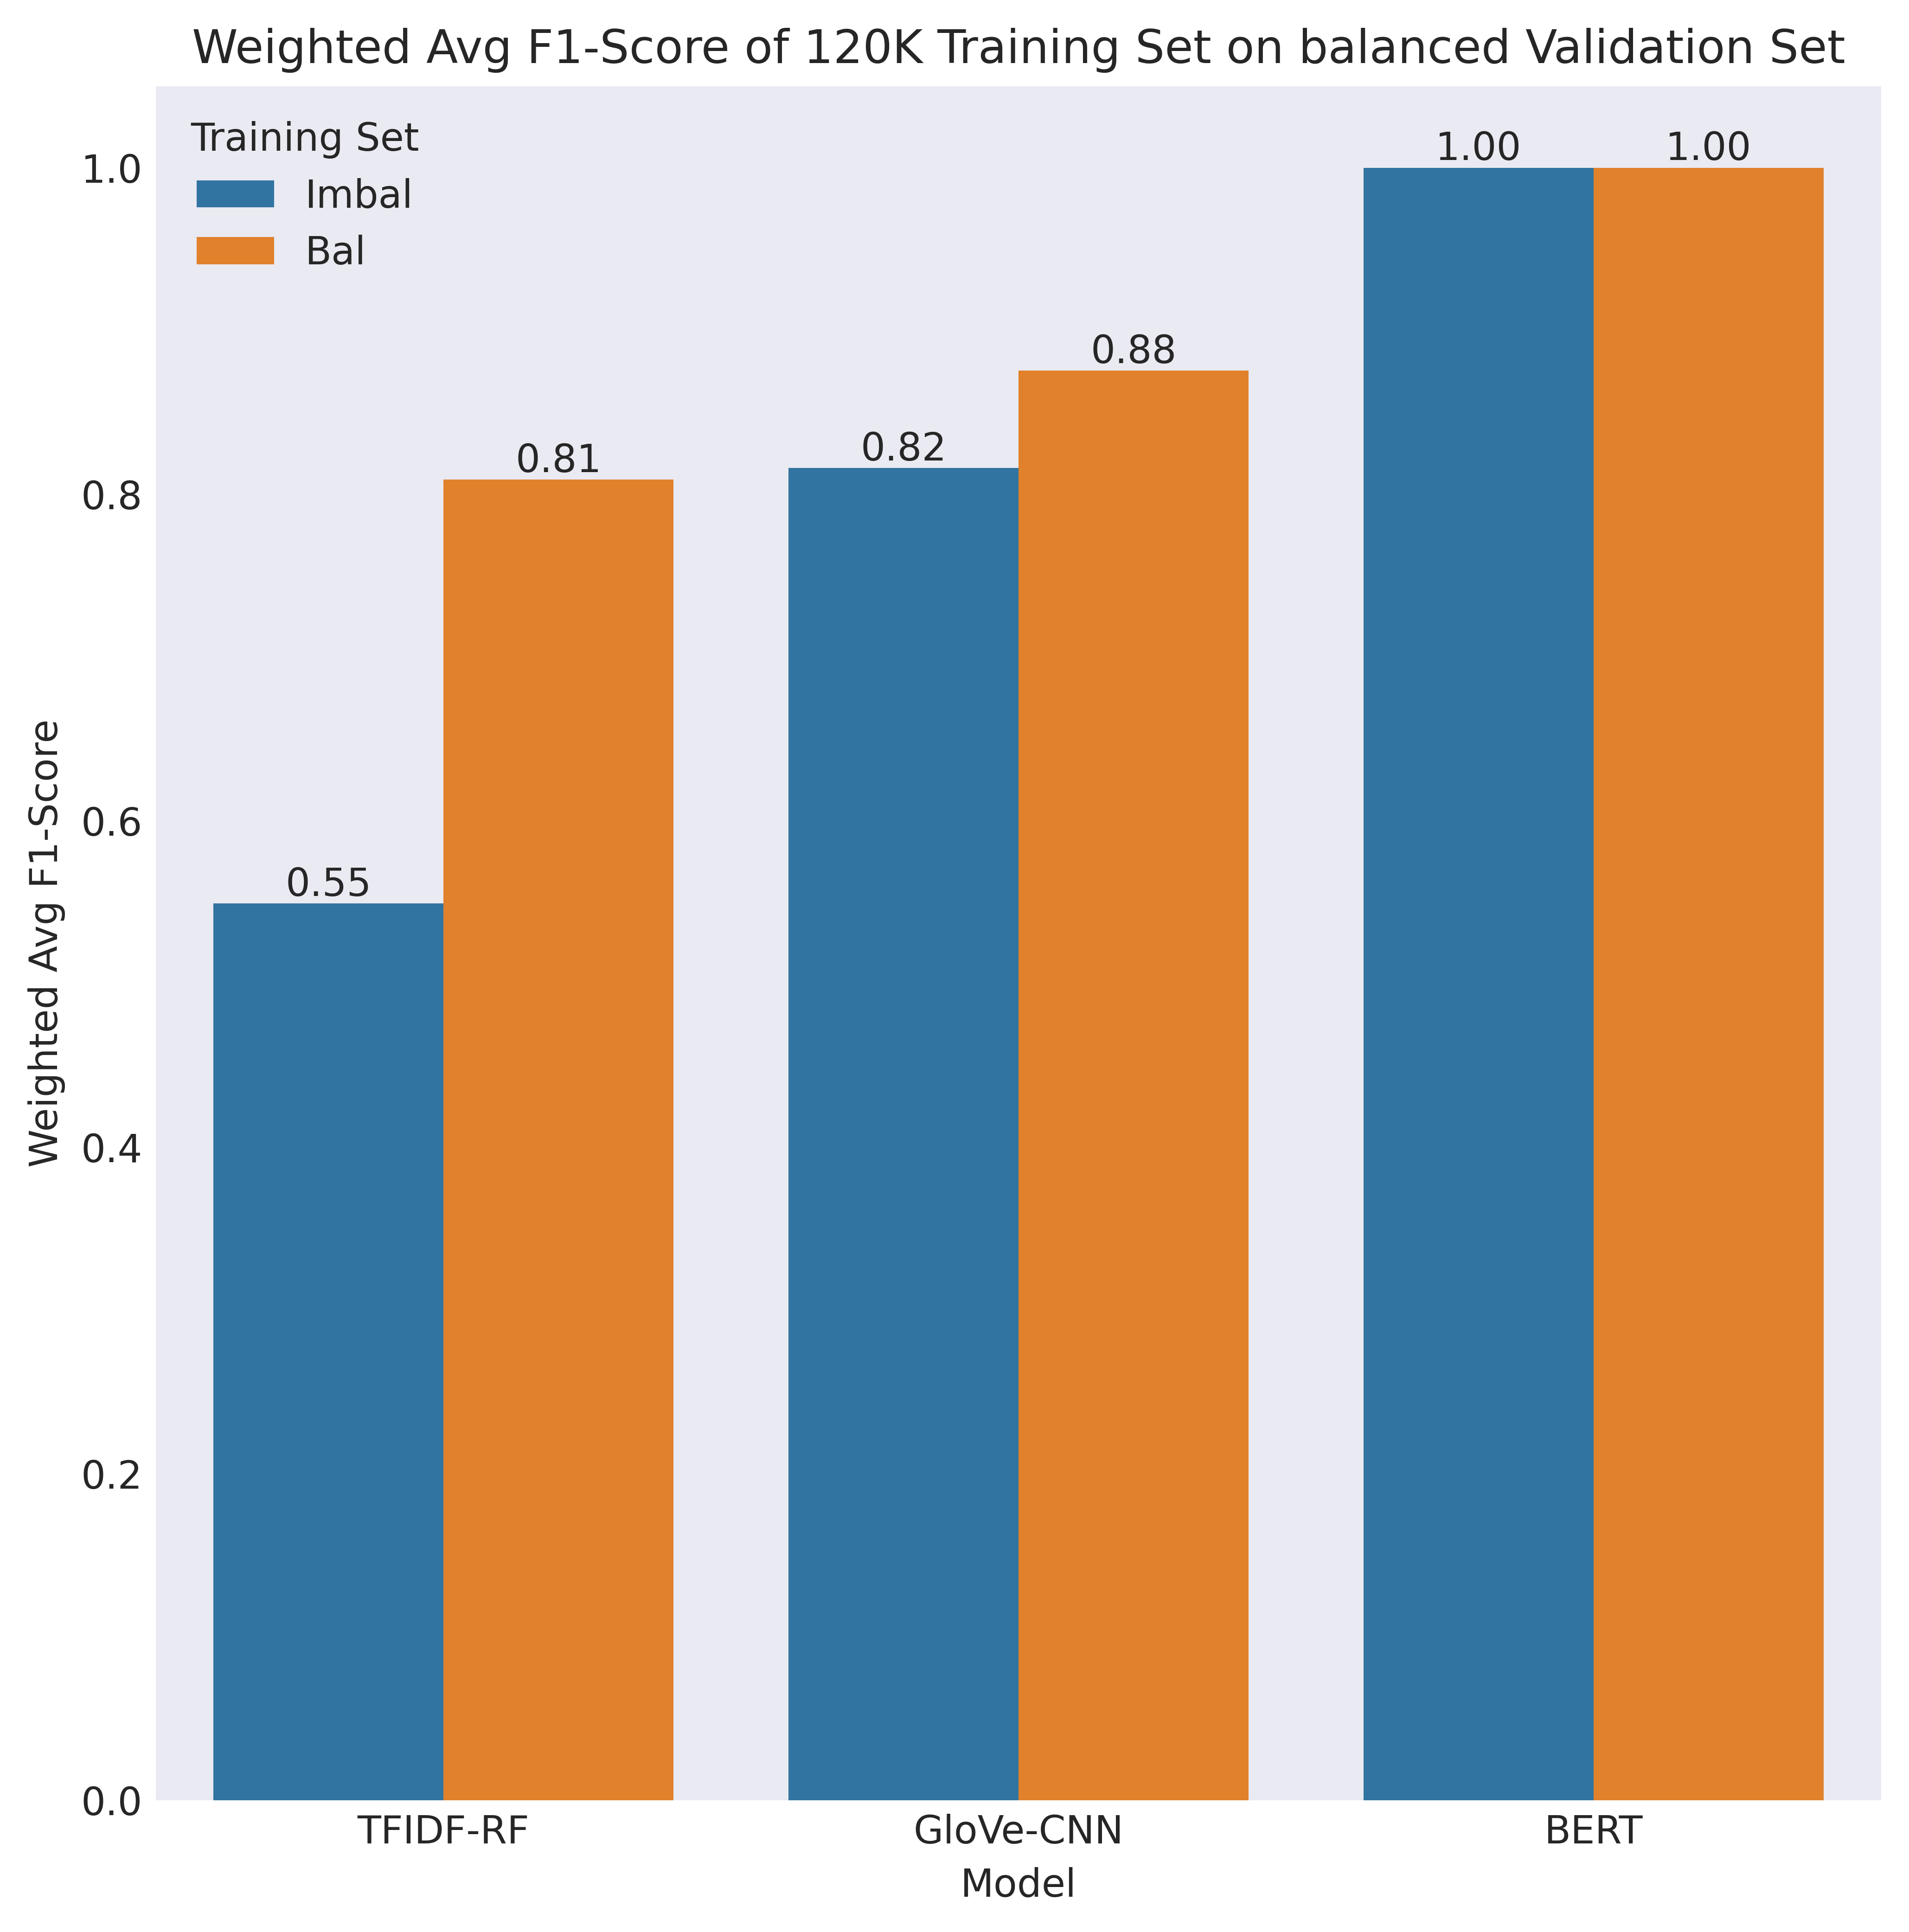 Weighted Avg F1-Score of 120K Training Set on balanced Validation Set
Training Set
Imbal
Bal
1.00
1.00
0.88
0.82
0.81
0.55
1.0
0.8
0.6
0.4
0.2
0.0
Weighted Avg F1-Score
TFIDF-RF
GloVe-CNN
BERT
Model